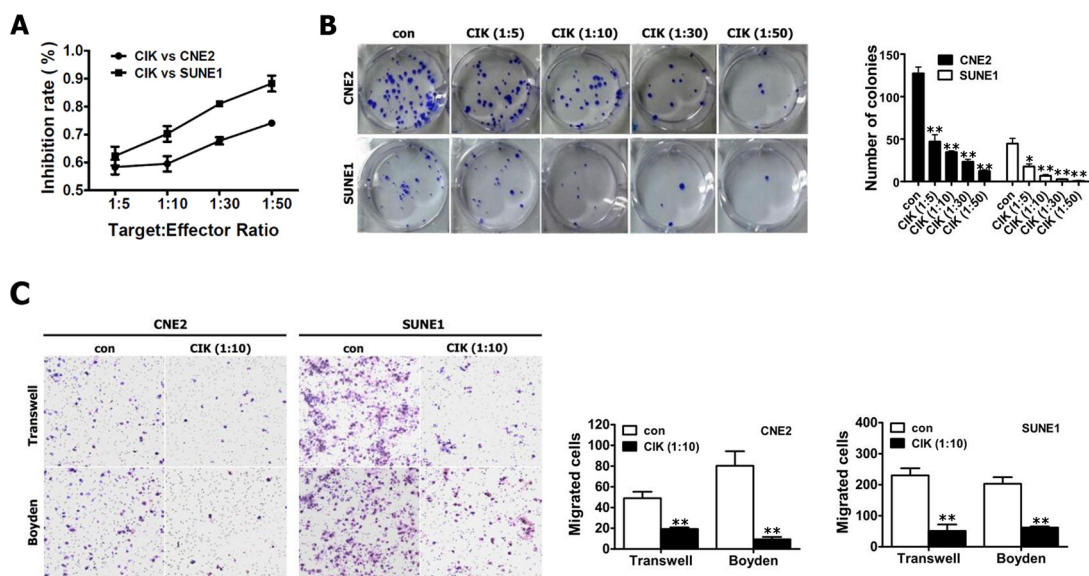 A
Inhibition rate ( %)
1.0
0.9
0.8
0.7
0.6
0.5
CIK vs CNE2
CIK vs SUNE1
1:5 1:10 1:30 1:50
Target:Effector Ratio
B
con CIK (1:5) CIK (1:10) CIK (1:30) CIK (1:50)
CNE2
SUNE1
Number of colonies
150
100
50
0
CNE2
SUNE1
** ** ** **
* ** ** **
con CIK (1:5) CIK (1:10) CIK (1:30) CIK (1:50) con CIK (1:5) CIK (1:10) CIK (1:30) CIK (1:50)
C
CNE2 SUNE1
con CIK (1:10) con CIK (1:10)
Transwell
Boyden
Migrated cells
120
100
80
60
40
20
0
con
CIK (1:10)
CNE2
** **
Transwell Boyden
Migrated cells
400
300
200
100
0
con
CIK (1:10)
SUNE1
** **
Transwell Boyden